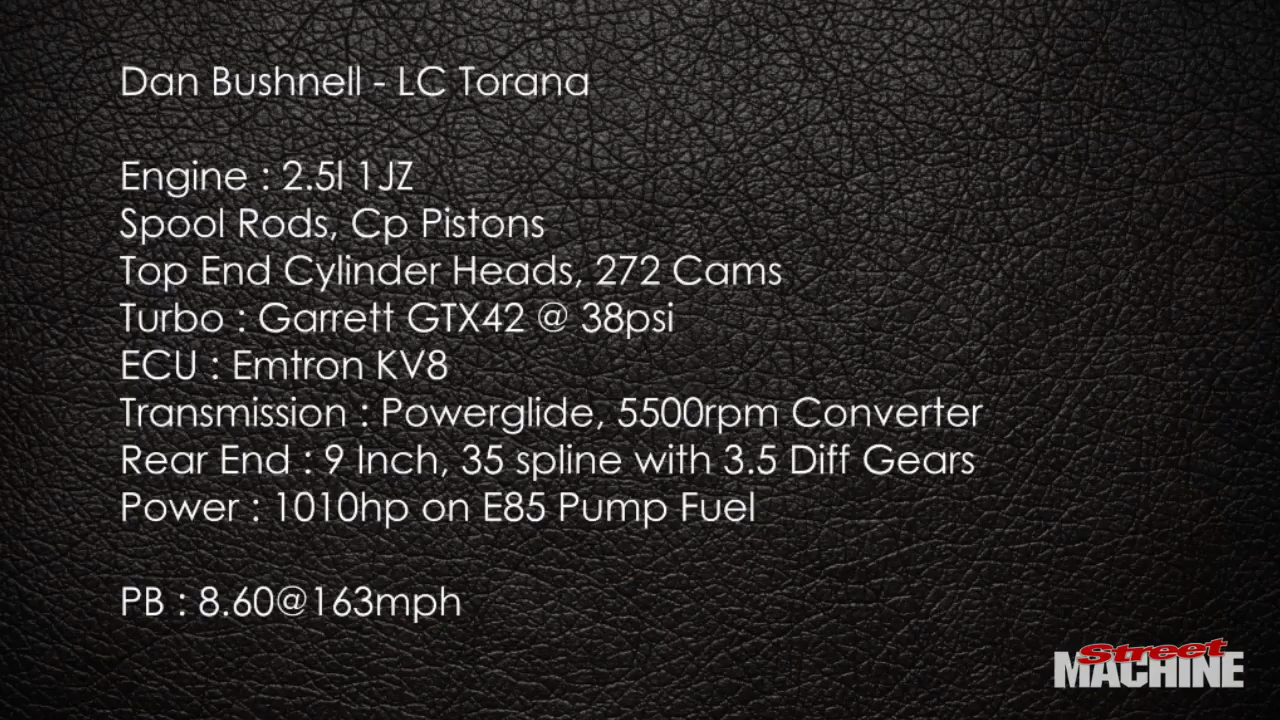 Dan Bushnell - LC Torana
Engine : 2.5l 1JZ
Spool Rods, Cp Pistons
Top End Cylinder Heads, 272 Cams
Turbo : Garrett GTX42 @ 38psi
ECU : Emtron KV8
Transmission : Powerglide, 5500rpm Converter
Rear End : 9 Inch, 35 spline with 3.5 Diff Gears
Power : 1010hp on E85 Pump Fuel
PB : 8.60@163mph
Street
MACHINE